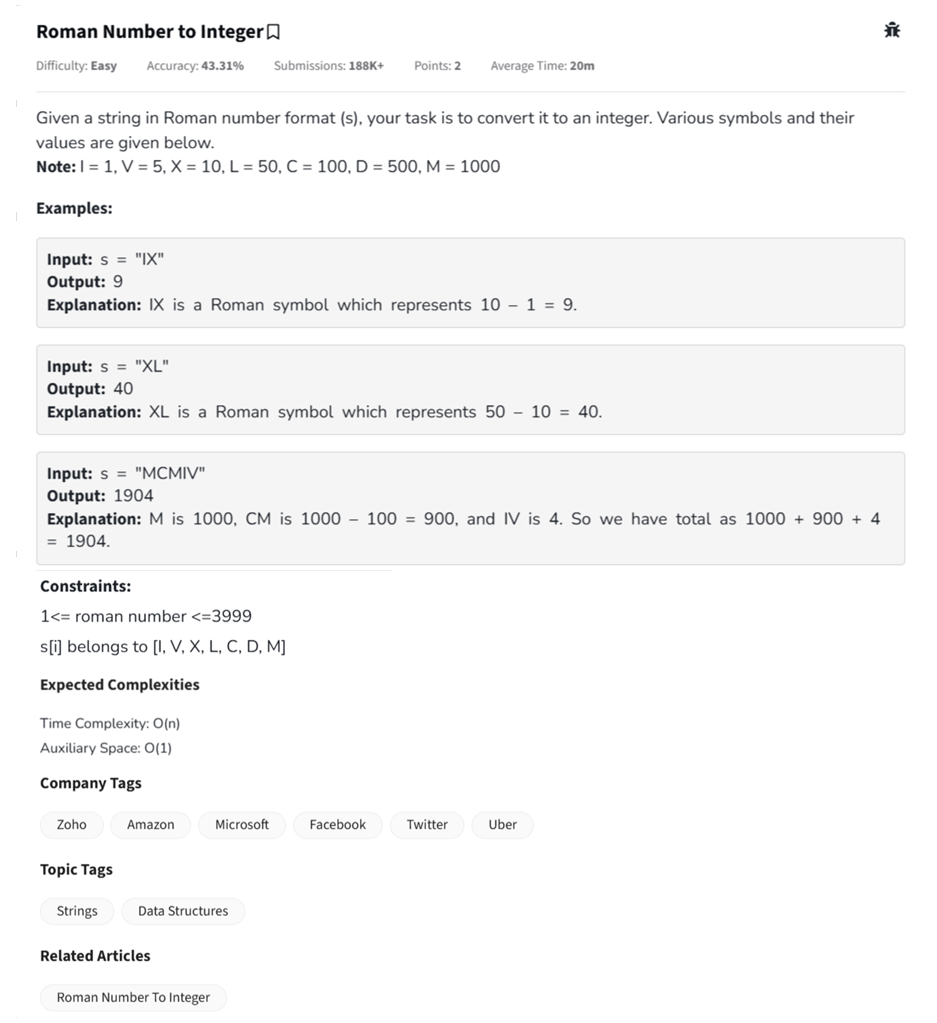 Roman Number to Integer
Difficulty: Easy Accuracy: 43.31% Submissions: 188K+ Points: 2 Average Time: 20m
Given a string in Roman number format (s), your task is to convert it to an integer. Various symbols and their
values are given below.
Note: I = 1, V = 5, X = 10, L = 50, C = 100, D = 500, M = 1000
Examples:
Input: s = "IX"
Output: 9
Explanation: IX is a Roman symbol which represents 10 – 1 = 9.
Input: s = "XL"
Output: 40
Explanation: XL is a Roman symbol which represents 50 – 10 = 40.
Input: s = "MCMIV"
Output: 1904
Explanation: M is 1000, CM is 1000 – 100 = 900, and IV is 4. So we have total as 1000 + 900 + 4
= 1904.
Constraints:
1<= roman number <=3999
s[i] belongs to [I, V, X, L, C, D, M]
Expected Complexities
Time Complexity: O(n)
Auxiliary Space: O(1)
Company Tags
Zoho Amazon Microsoft Facebook Twitter Uber
Topic Tags
Strings Data Structures
Related Articles
Roman Number To Integer